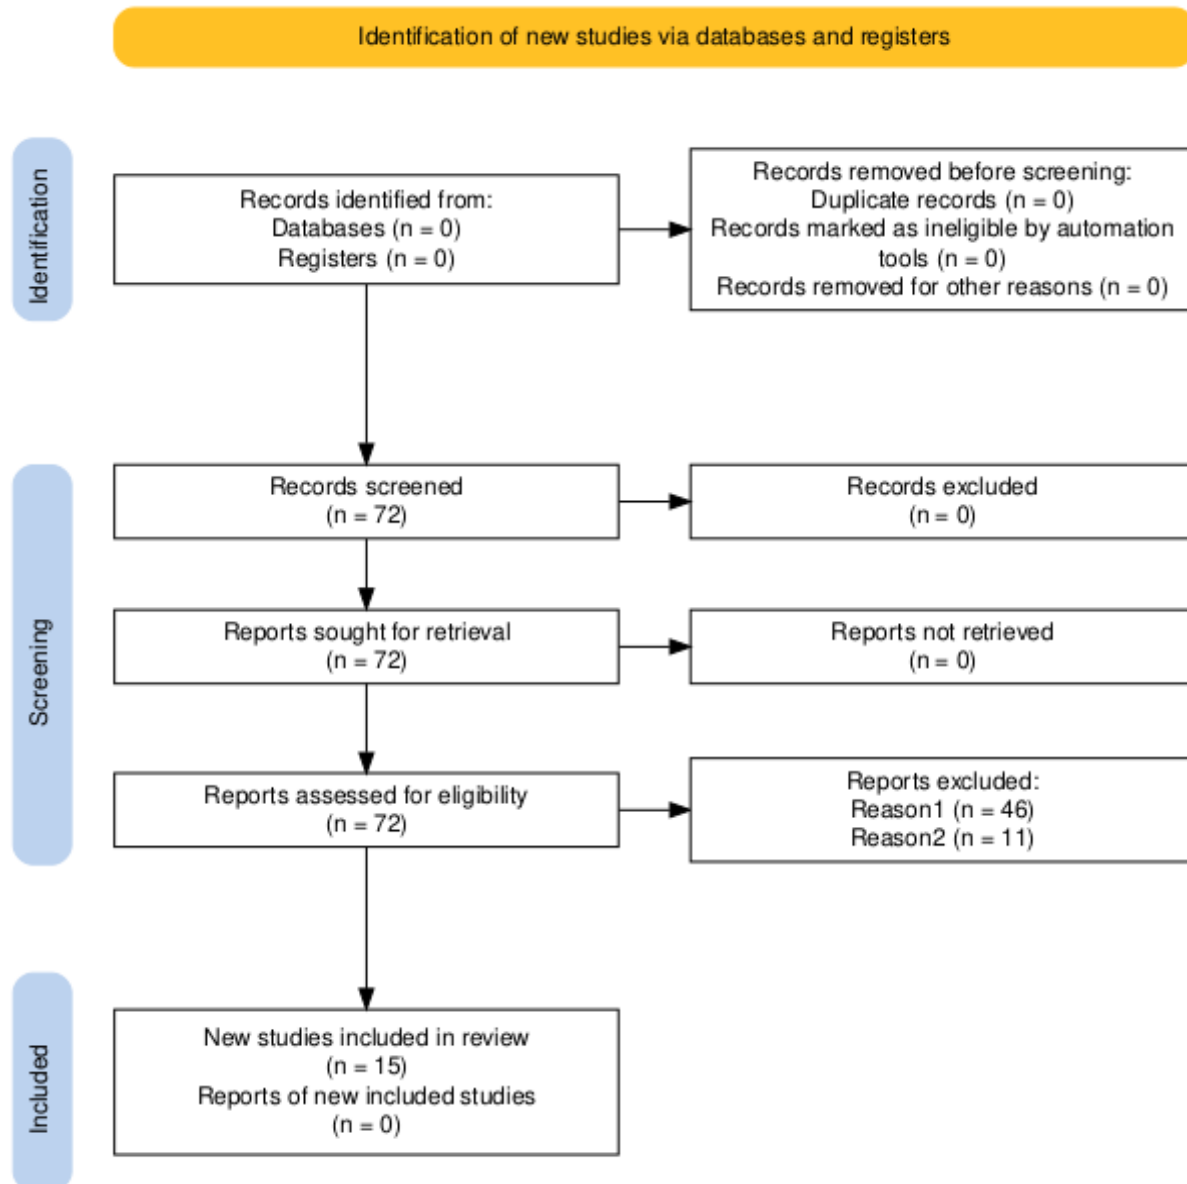 Identification of new studies via databases and registers
Identification
Records identified from:
Databases (n = 0)
Registers (n = 0)
Records removed before screening:
Duplicate records (n = 0)
Records marked as ineligible by automation
tools (n = 0)
Records removed for other reasons (n = 0)
Screening
Records screened
(n = 72)
Records excluded
(n = 0)
Reports sought for retrieval
(n = 72)
Reports not retrieved
(n = 0)
Reports assessed for eligibility
(n = 72)
Reports excluded:
Reason1 (n = 46)
Reason2 (n = 11)
Included
New studies included in review
(n = 15)
Reports of new included studies
(n = 0)